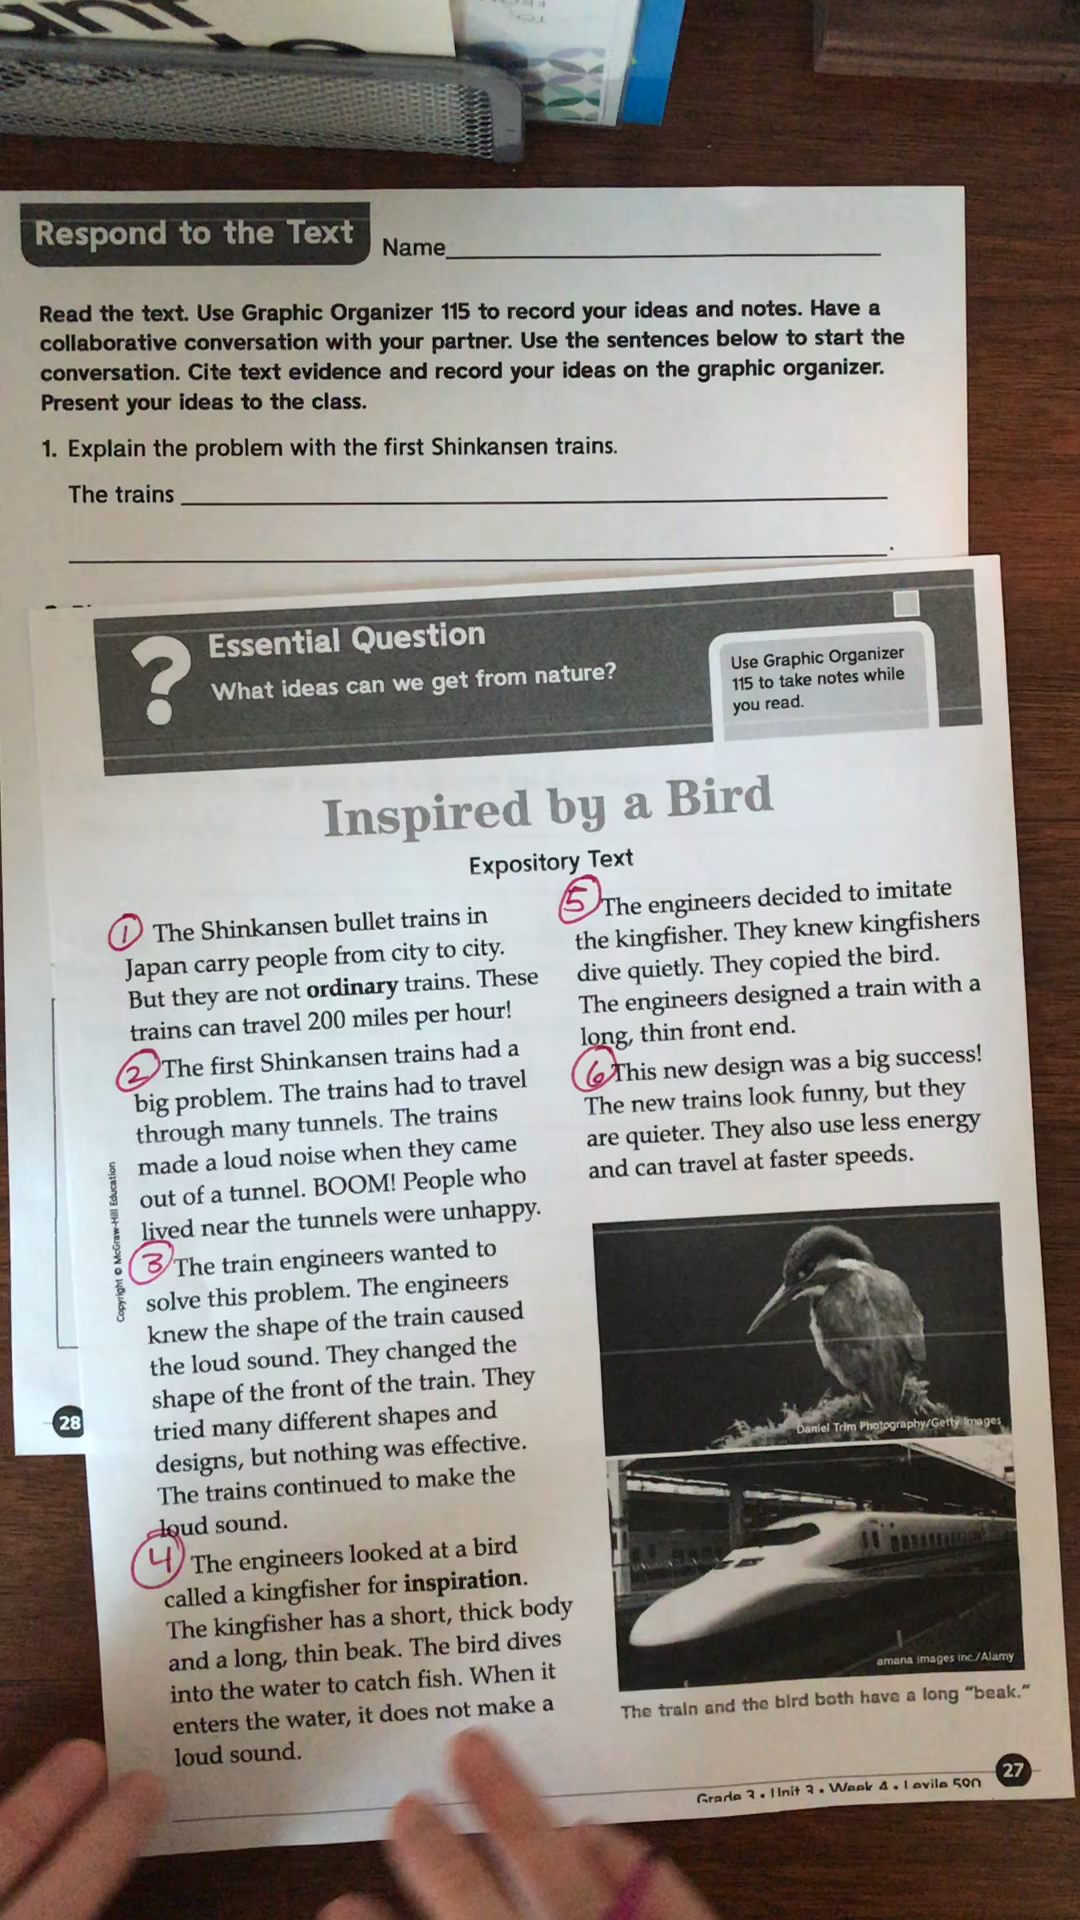 Respond to the Text
Name
Read the text. Use Graphic Organizer 115 to record your ideas and notes. Have a
collaborative conversation with your partner. Use the sentences below to start the
conversation. Cite text evidence and record your ideas on the graphic organizer.
Present your ideas to the class.
1. Explain the problem with the first Shinkansen trains.
The trains
.
?
Essential Question
What ideas can we get from nature?
Use Graphic Organizer
115 to take notes while
you read.
Inspired by a Bird
Expository Text
1 The Shinkansen bullet trains in
Japan carry people from city to city.
But they are not ordinary trains. These
trains can travel 200 miles per hour!
2 The first Shinkansen trains had a
big problem. The trains had to travel
through many tunnels. The trains
made a loud noise when they came
out of a tunnel. BOOM! People who
lived near the tunnels were unhappy.
3 The train engineers wanted to
solve this problem. The engineers
knew the shape of the train caused
the loud sound. They changed the
shape of the front of the train. They
tried many different shapes and
designs, but nothing was effective.
The trains continued to make the
loud sound.
4 The engineers looked at a bird
called a kingfisher for inspiration.
The kingfisher has a short, thick body
and a long, thin beak. The bird dives
into the water to catch fish. When it
enters the water, it does not make a
loud sound.
5 The engineers decided to imitate
the kingfisher. They knew kingfishers
dive quietly. They copied the bird.
The engineers designed a train with a
long, thin front end.
6 This new design was a big success!
The new trains look funny, but they
are quieter. They also use less energy
and can travel at faster speeds.
Daniel Trim Photography/Getty Images
amana images inc./Alamy
The train and the bird both have a long "beak."
Copyright © McGraw-Hill Education
28
Grade 3 • Unit 3 • Week 4 • Lexile 590
27